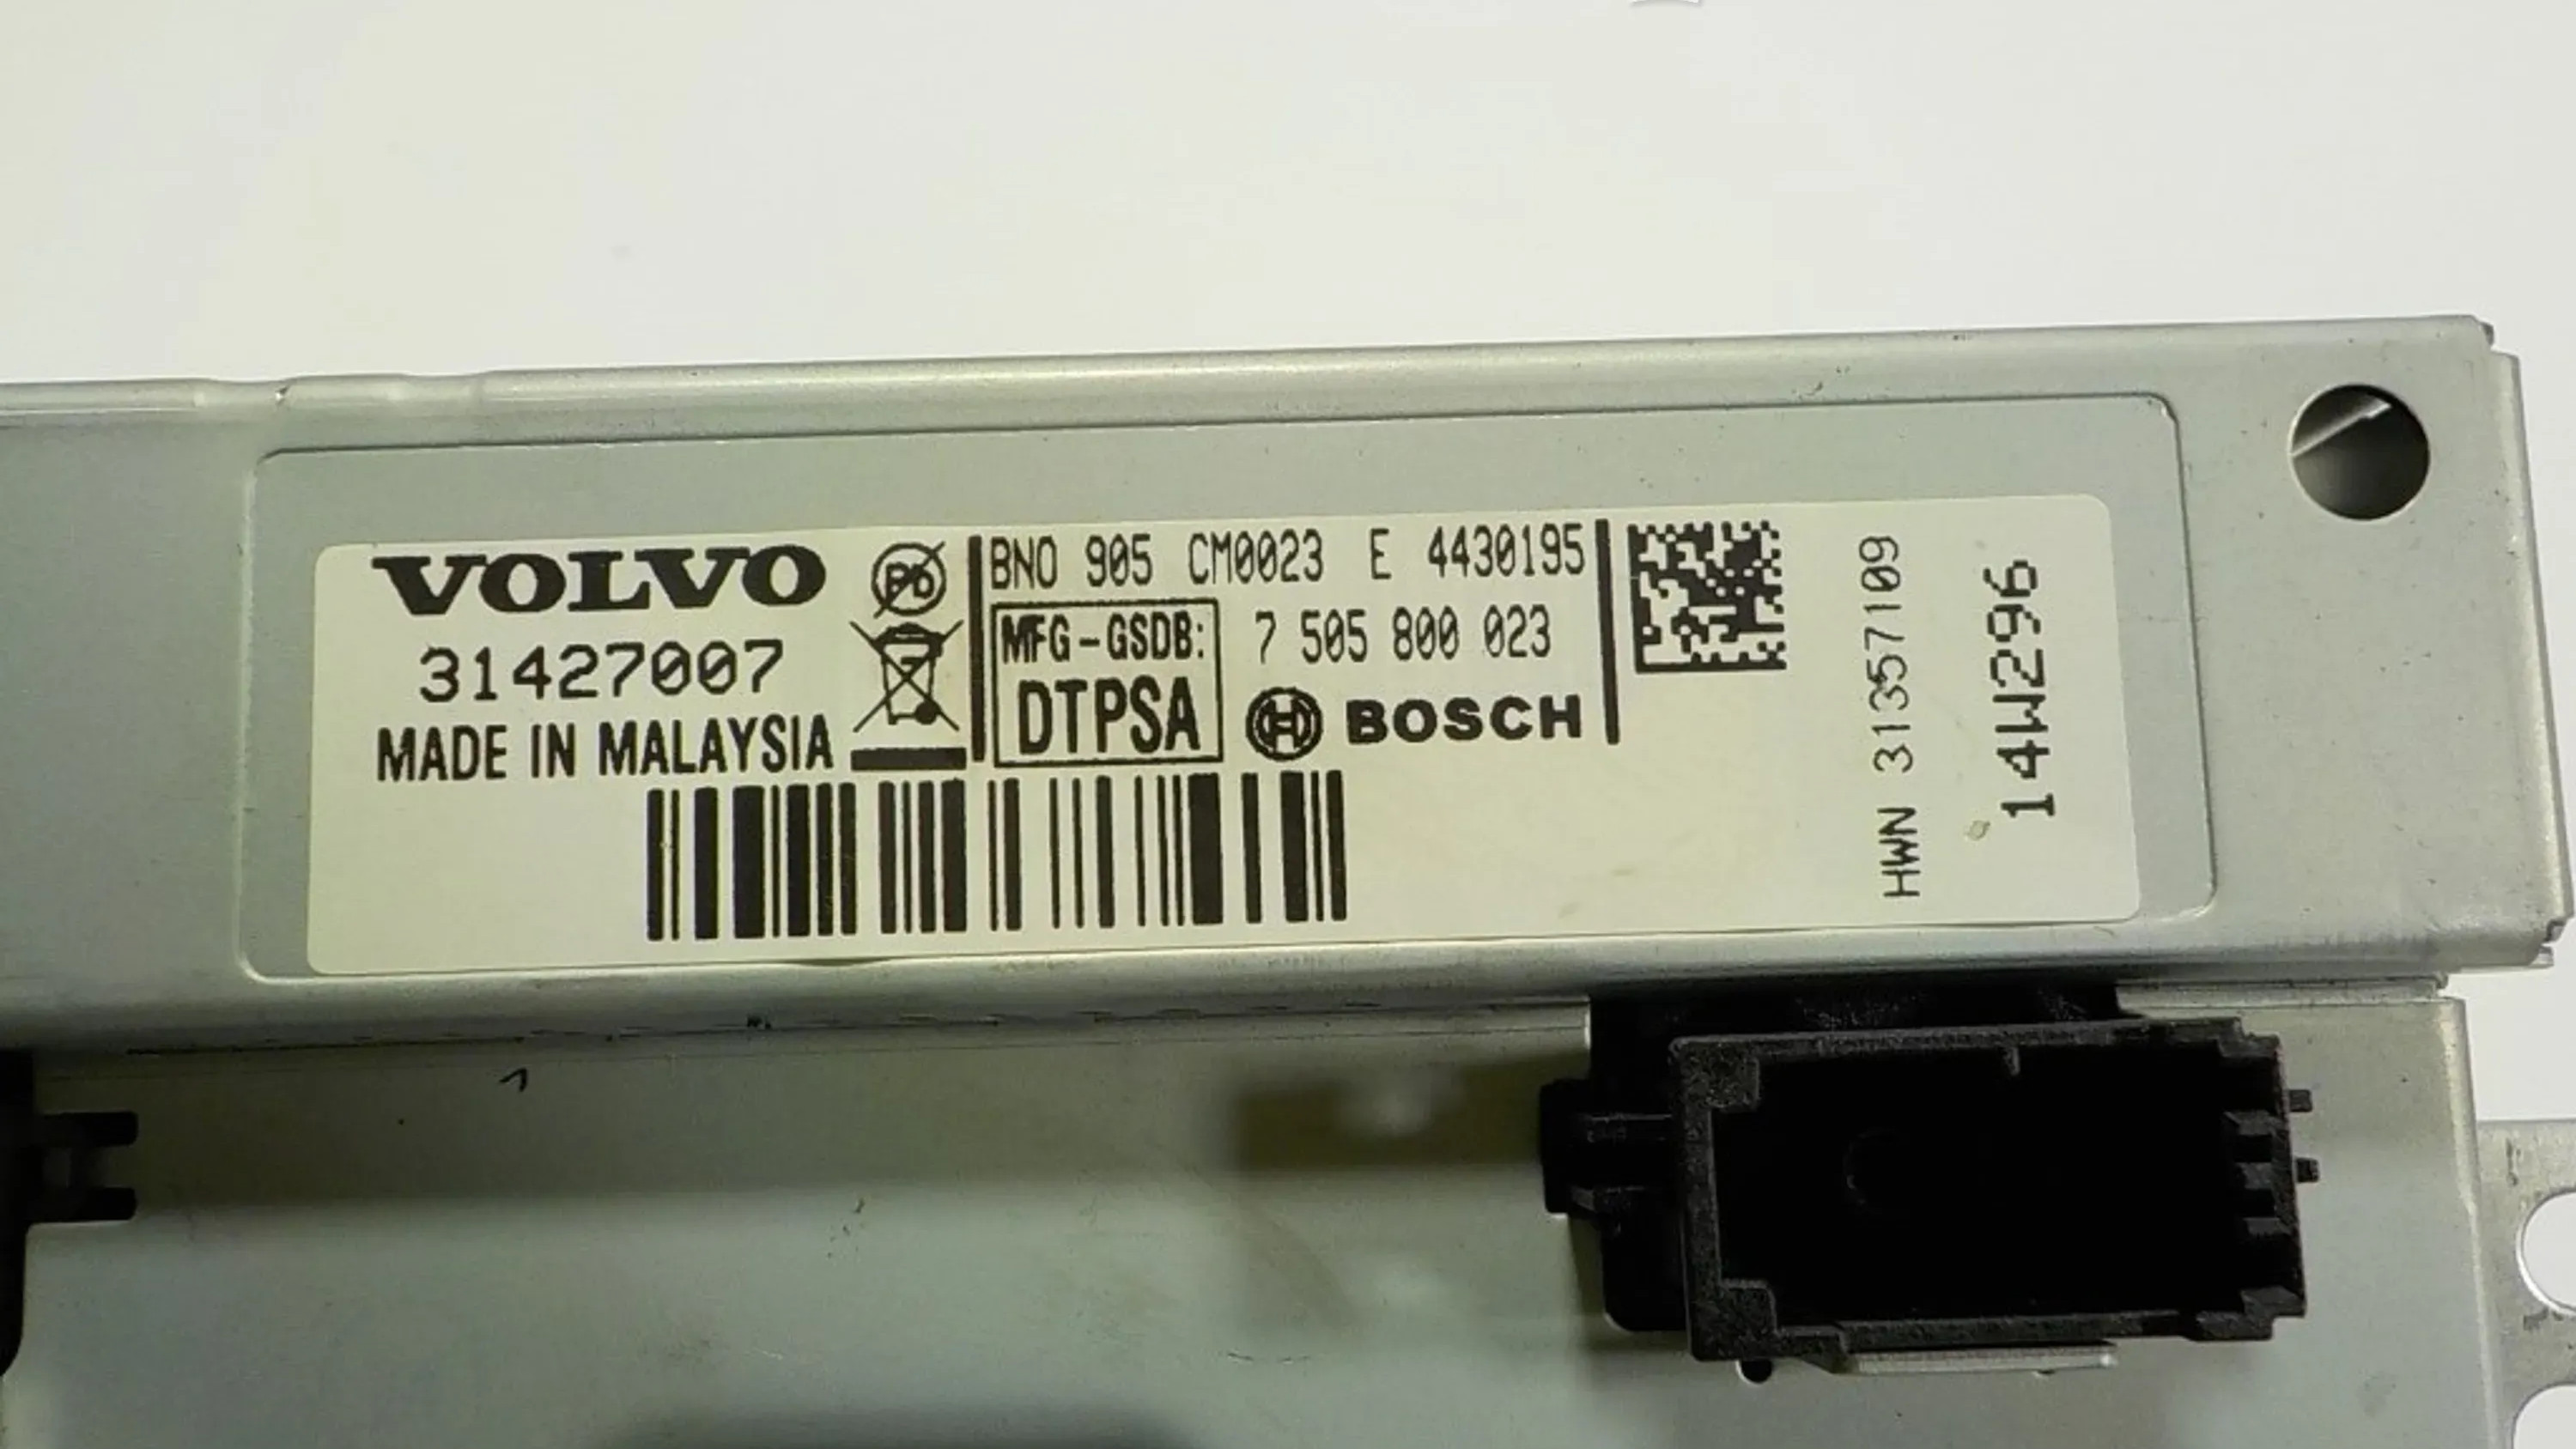 VOLVO
31427007
MADE IN MALAYSIA
BNO 905 CM0023 E 4430195
MFG-GSDB:
DTPSA
7 505 800 023
BOSCH
HWN 31357109
14W296